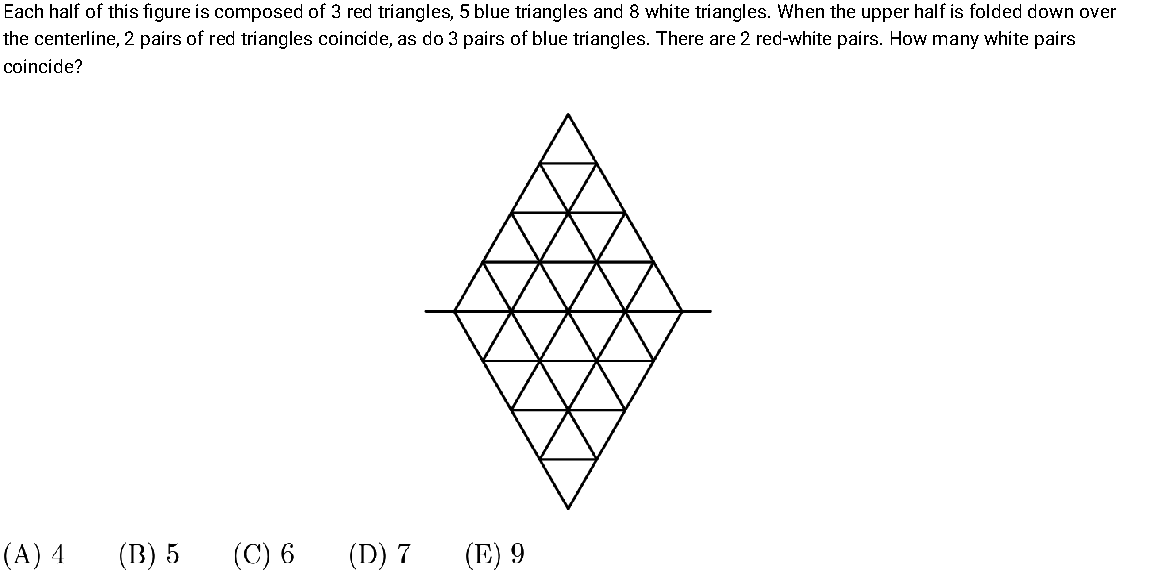 Each half of this figure is composed of 3 red triangles, 5 blue triangles and 8 white triangles. When the upper half is folded down over
the centerline, 2 pairs of red triangles coincide, as do 3 pairs of blue triangles. There are 2 red-white pairs. How many white pairs
coincide?
(A) 4 (B) 5 (C) 6 (D) 7 (E) 9